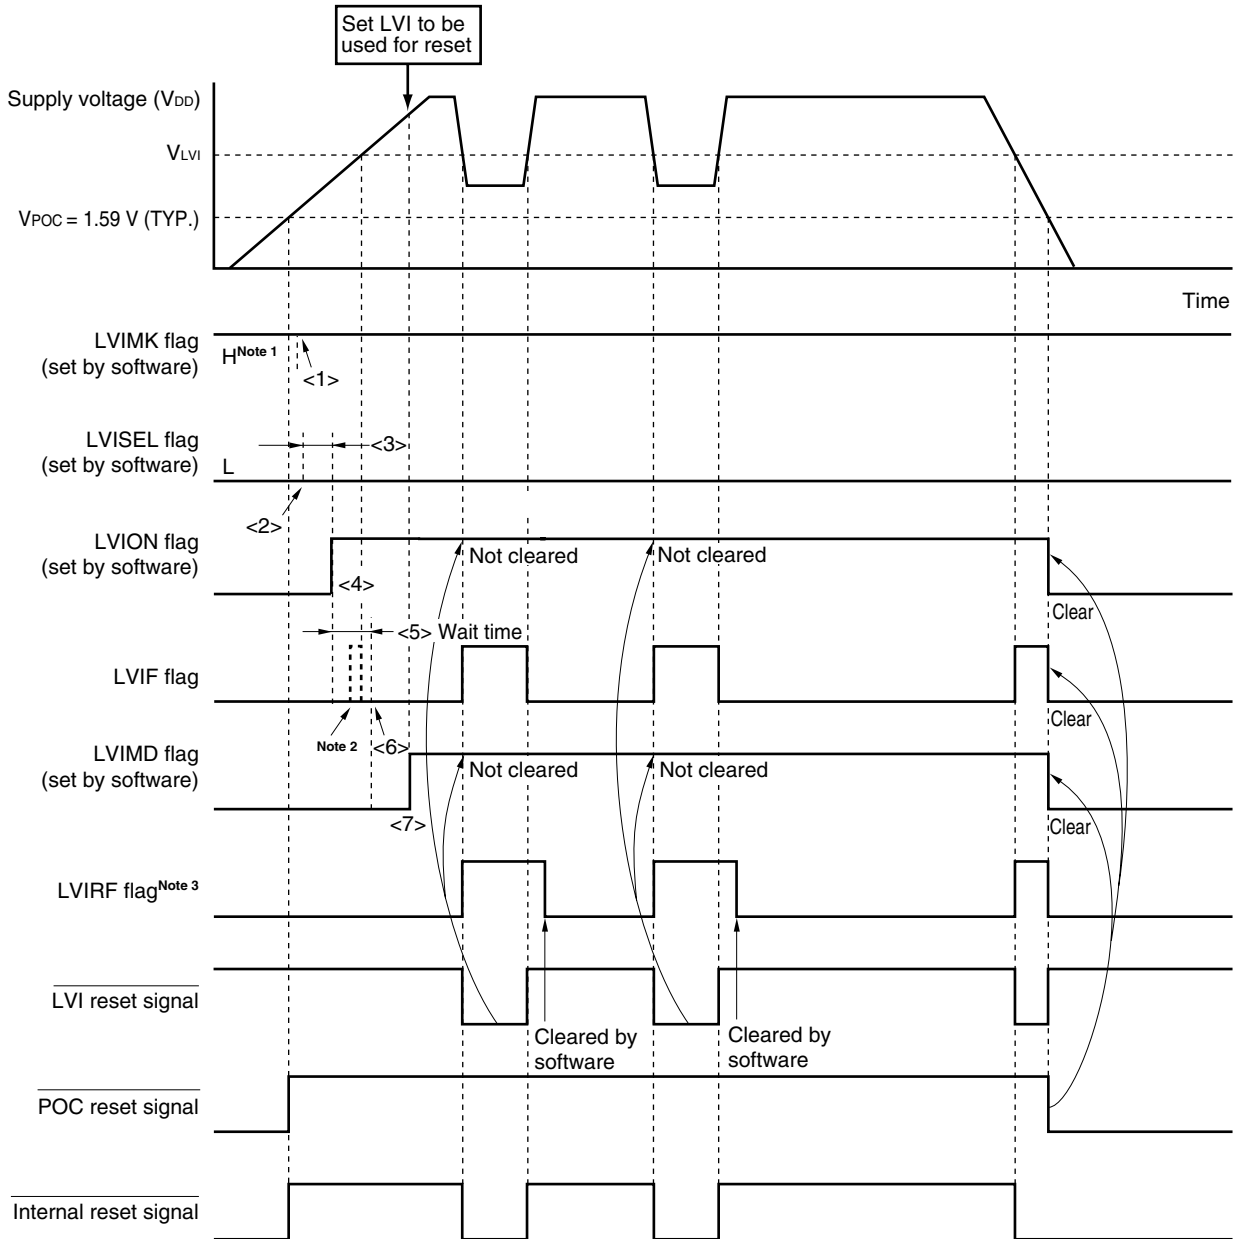 Set LVI to be
used for reset
Supply voltage (VDD)
VLVI
VPOC = 1.59 V (TYP.)
Time
LVIMK flag
(set by software)
H Note 1
<1>
LVISEL flag
(set by software)
L
<3>
<2>
LVION flag
(set by software)
Not cleared
Not cleared
<4>
Clear
<5> Wait time
LVIF flag
Clear
Note 2
<6>
LVIMD flag
(set by software)
Not cleared
Not cleared
<7>
Clear
LVIRF flag Note 3
LVI reset signal
Cleared by
software
Cleared by
software
POC reset signal
Internal reset signal